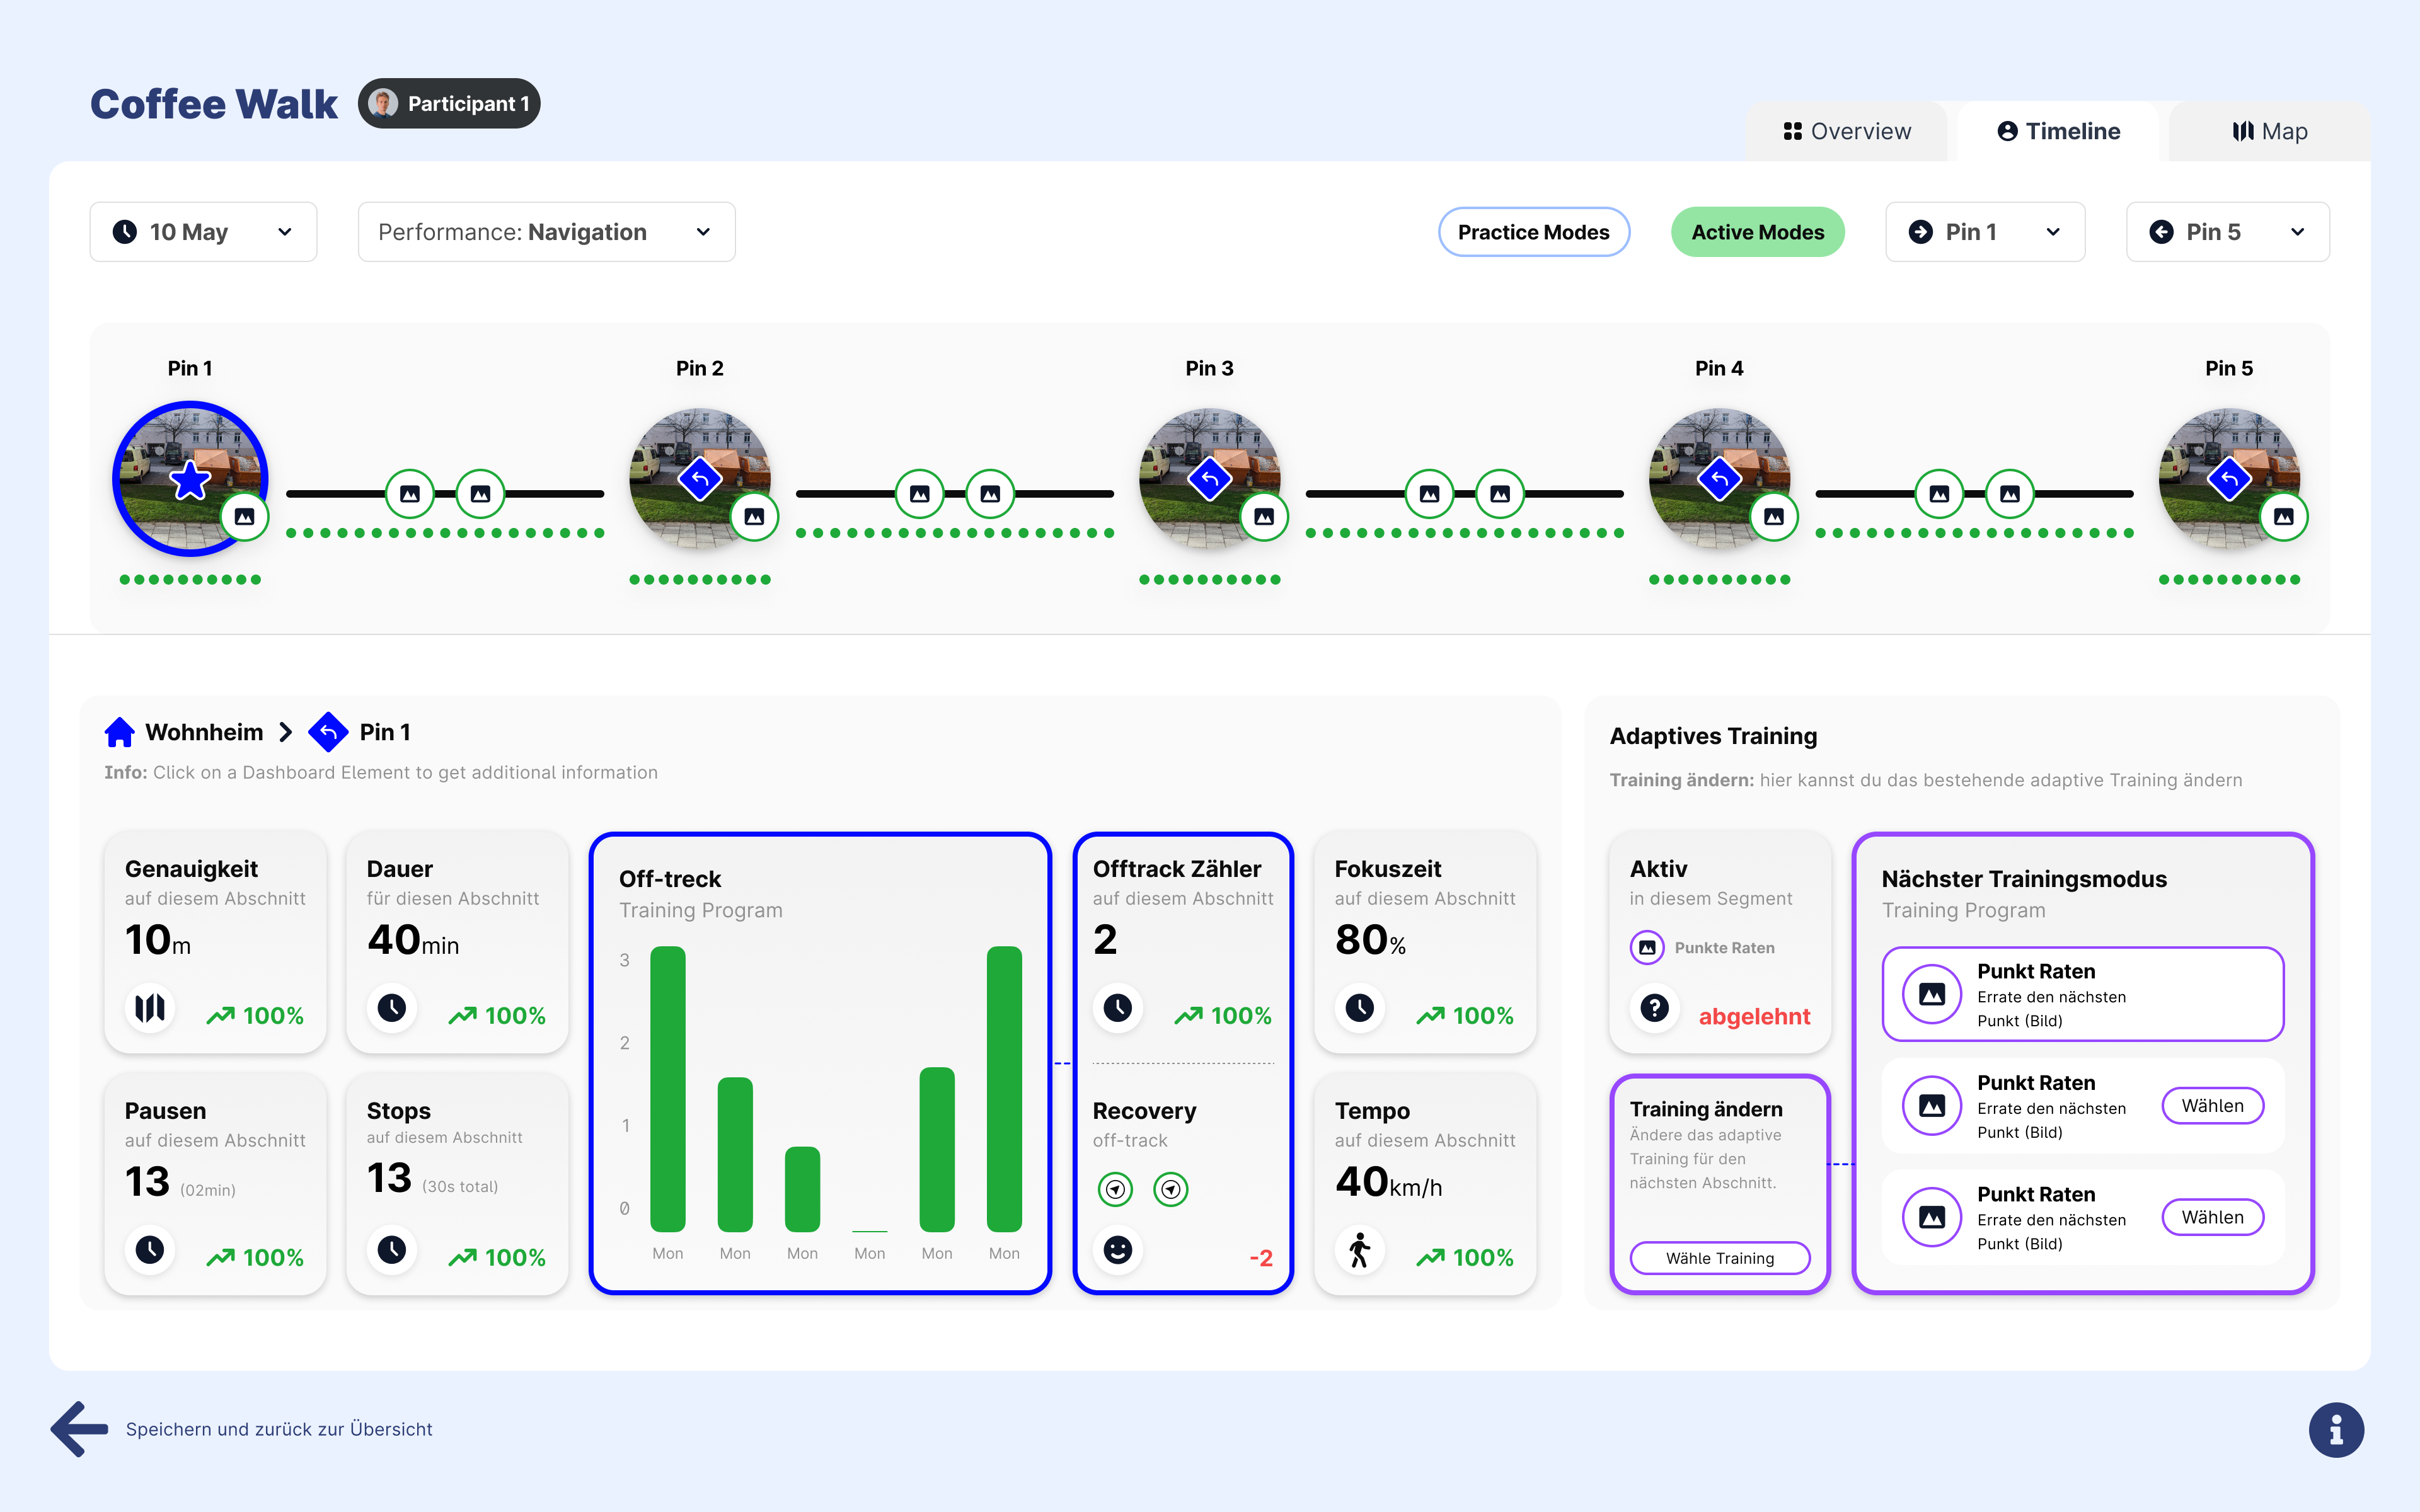 Coffee Walk
Participant 1
Overview
Timeline
Map
10 May
Performance: Navigation
Practice Modes
Active Modes
Pin 1
Pin 5
Pin 1
Pin 2
Pin 3
Pin 4
Pin 5
Wohnheim
Pin 1
Info: Click on a Dashboard Element to get additional information
Genauigkeit
auf diesem Abschnitt
10m
100%
Dauer
für diesen Abschnitt
40min
100%
Pausen
auf diesem Abschnitt
13 (02min)
100%
Stops
auf diesem Abschnitt
13 (30s total)
100%
Off-treck
Training Program
3
2
1
0
Mon
Mon
Mon
Mon
Mon
Mon
Offtrack Zähler
auf diesem Abschnitt
2
100%
Recovery
off-track
-2
Fokuszeit
auf diesem Abschnitt
80%
100%
Tempo
auf diesem Abschnitt
40km/h
100%
Adaptives Training
Training ändern: hier kannst du das bestehende adaptive Training ändern
Aktiv
in diesem Segment
Punkte Raten
abgelehnt
Training ändern
Ändere das adaptive
Training für den
nächsten Abschnitt.
Wähle Training
Nächster Trainingsmodus
Training Program
Punkt Raten
Errate den nächsten
Punkt (Bild)
Punkt Raten
Errate den nächsten
Punkt (Bild)
Wählen
Punkt Raten
Errate den nächsten
Punkt (Bild)
Wählen
Speichern und zurück zur Übersicht